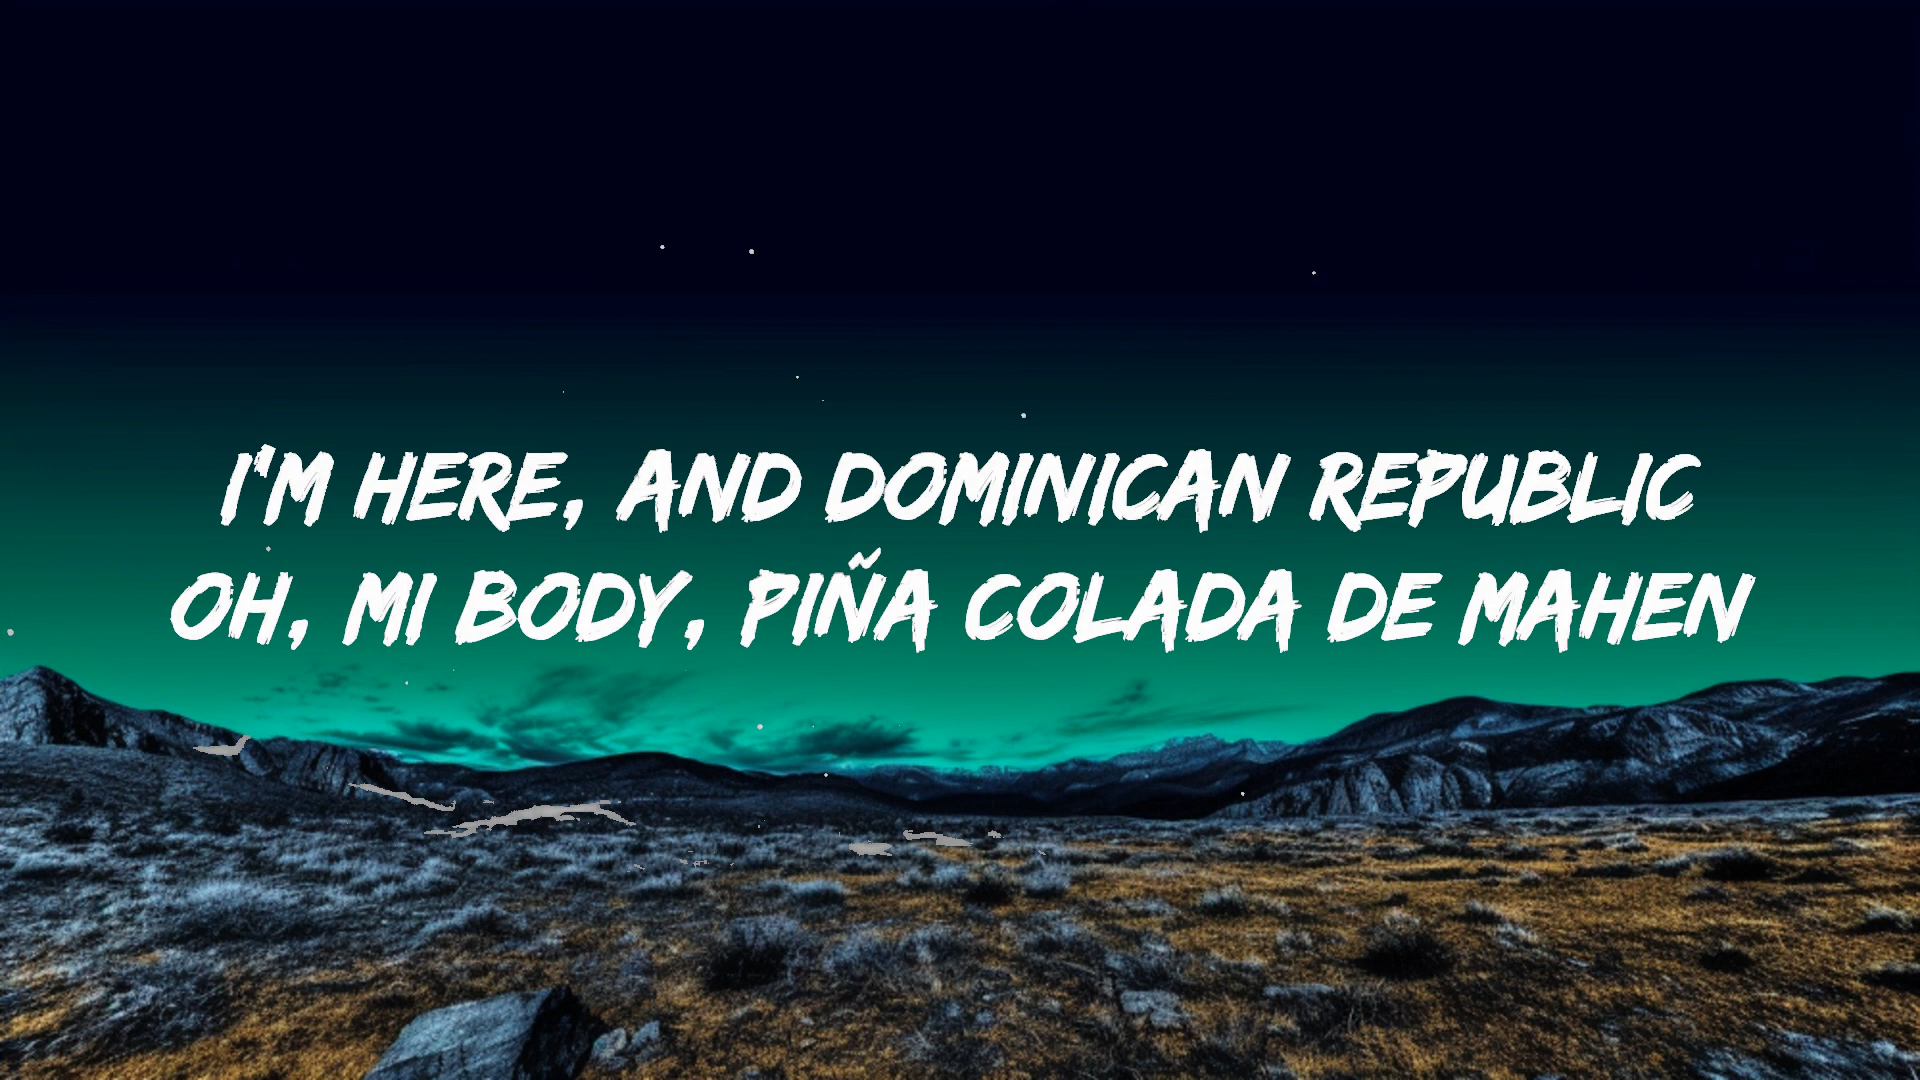 I'M HERE, AND DOMINICAN REPUBLIC
OH, MI BODY, PIÑA COLADA DE MAHEN